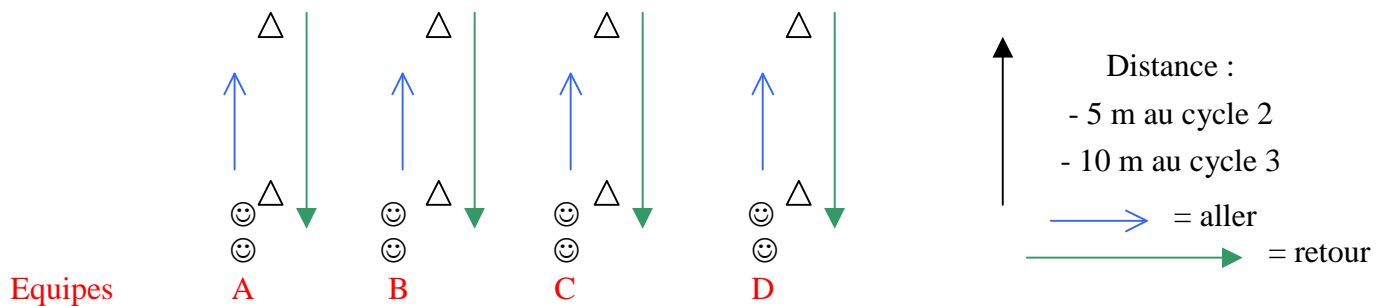 Distance :
- 5 m au cycle 2
- 10 m au cycle 3
= aller
= retour
Equipes A B C D